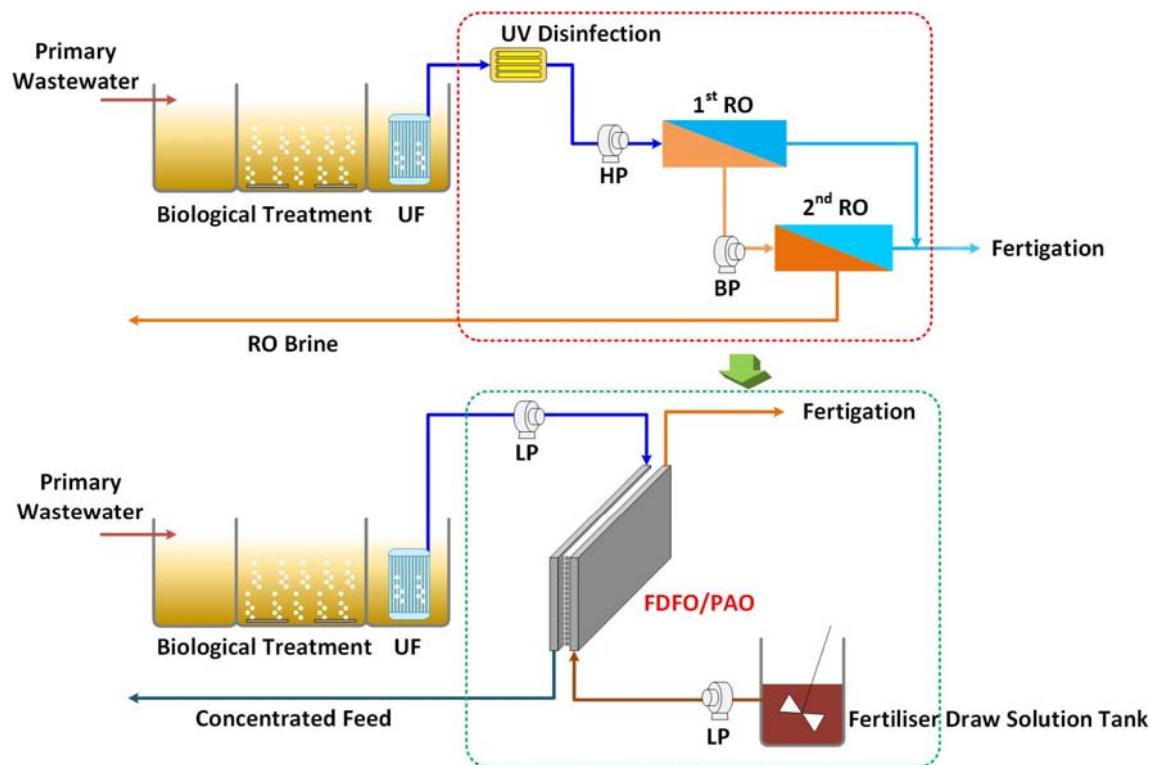 UV Disinfection
Primary
Wastewater
1st RO
HP
Biological Treatment
UF
2nd RO
BP
Fertigation
RO Brine
Fertigation
LP
Primary
Wastewater
FDFO/PAO
Biological Treatment
UF
Concentrated Feed
LP
Fertiliser Draw Solution Tank